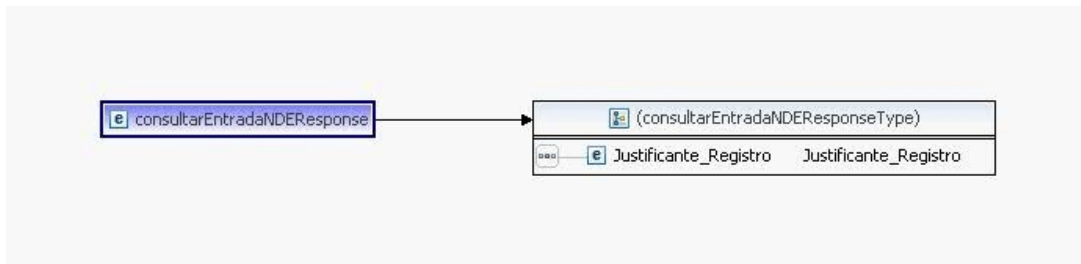 e consultarEntradaNDEResponse
(consultarEntradaNDEResponseType)
e Justificante_Registro Justificante_Registro